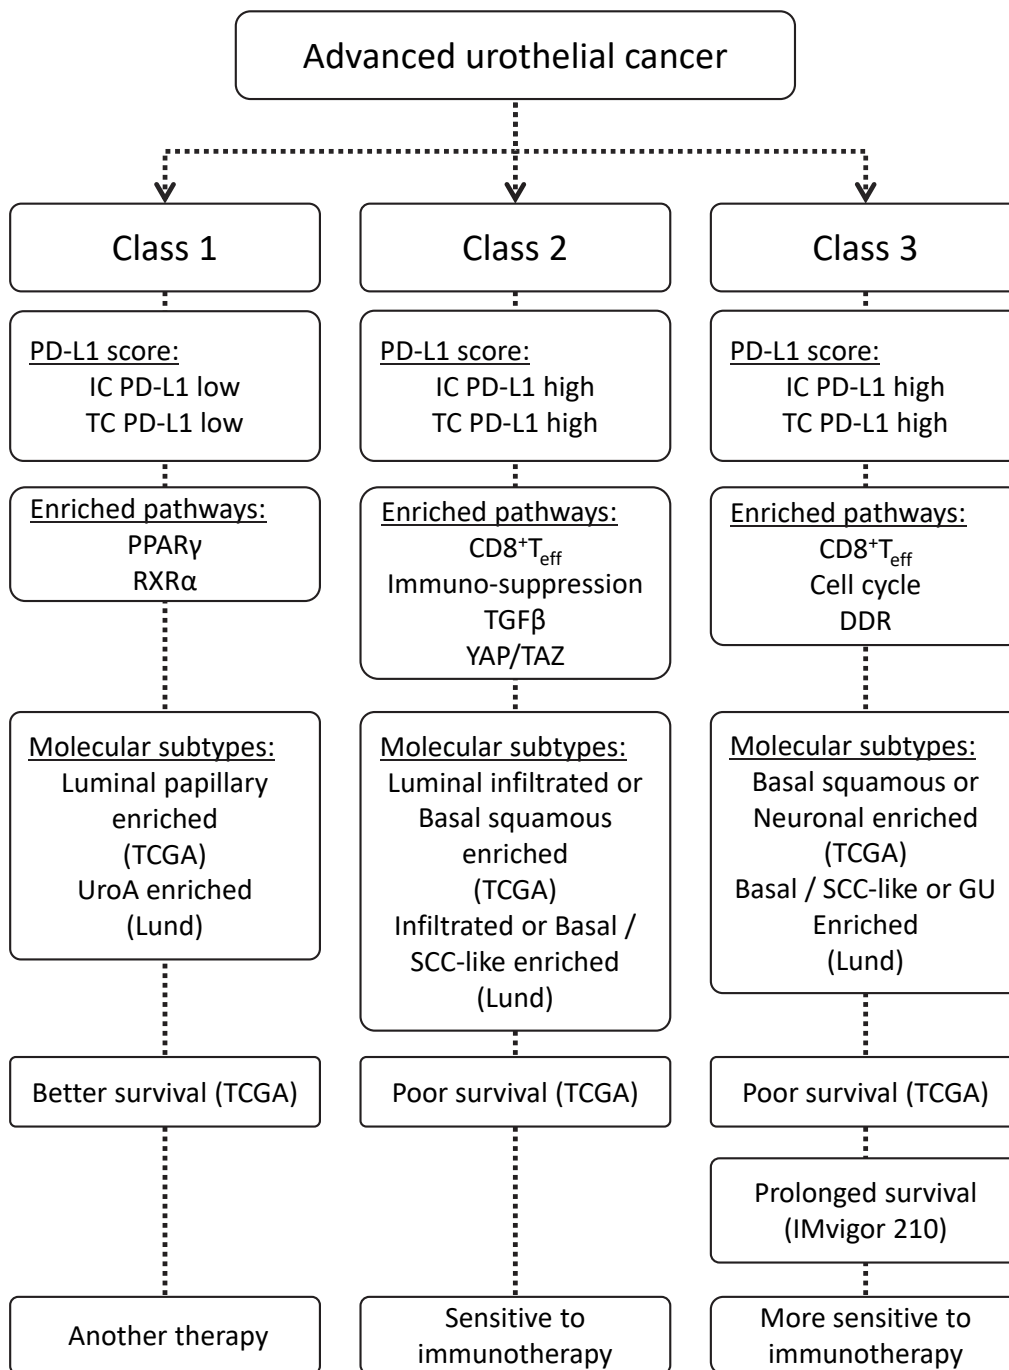 Advanced urothelial cancer
Class 1
PD-L1 score:
IC PD-L1 low
TC PD-L1 low
Enriched pathways:
PPARγ
RXRα
Molecular subtypes:
Luminal papillary
enriched
(TCGA)
UroA enriched
(Lund)
Better survival (TCGA)
Another therapy
Class 2
PD-L1 score:
IC PD-L1 high
TC PD-L1 high
Enriched pathways:
CD8⁺Teff
Immuno-suppression
TGFβ
YAP/TAZ
Molecular subtypes:
Luminal infiltrated or
Basal squamous
enriched
(TCGA)
Infiltrated or Basal /
SCC-like enriched
(Lund)
Poor survival (TCGA)
Sensitive to
immunotherapy
Class 3
PD-L1 score:
IC PD-L1 high
TC PD-L1 high
Enriched pathways:
CD8⁺Teff
Cell cycle
DDR
Molecular subtypes:
Basal squamous or
Neuronal enriched
(TCGA)
Basal / SCC-like or GU
Enriched
(Lund)
Poor survival (TCGA)
Prolonged survival
(IMvigor 210)
More sensitive to
immunotherapy